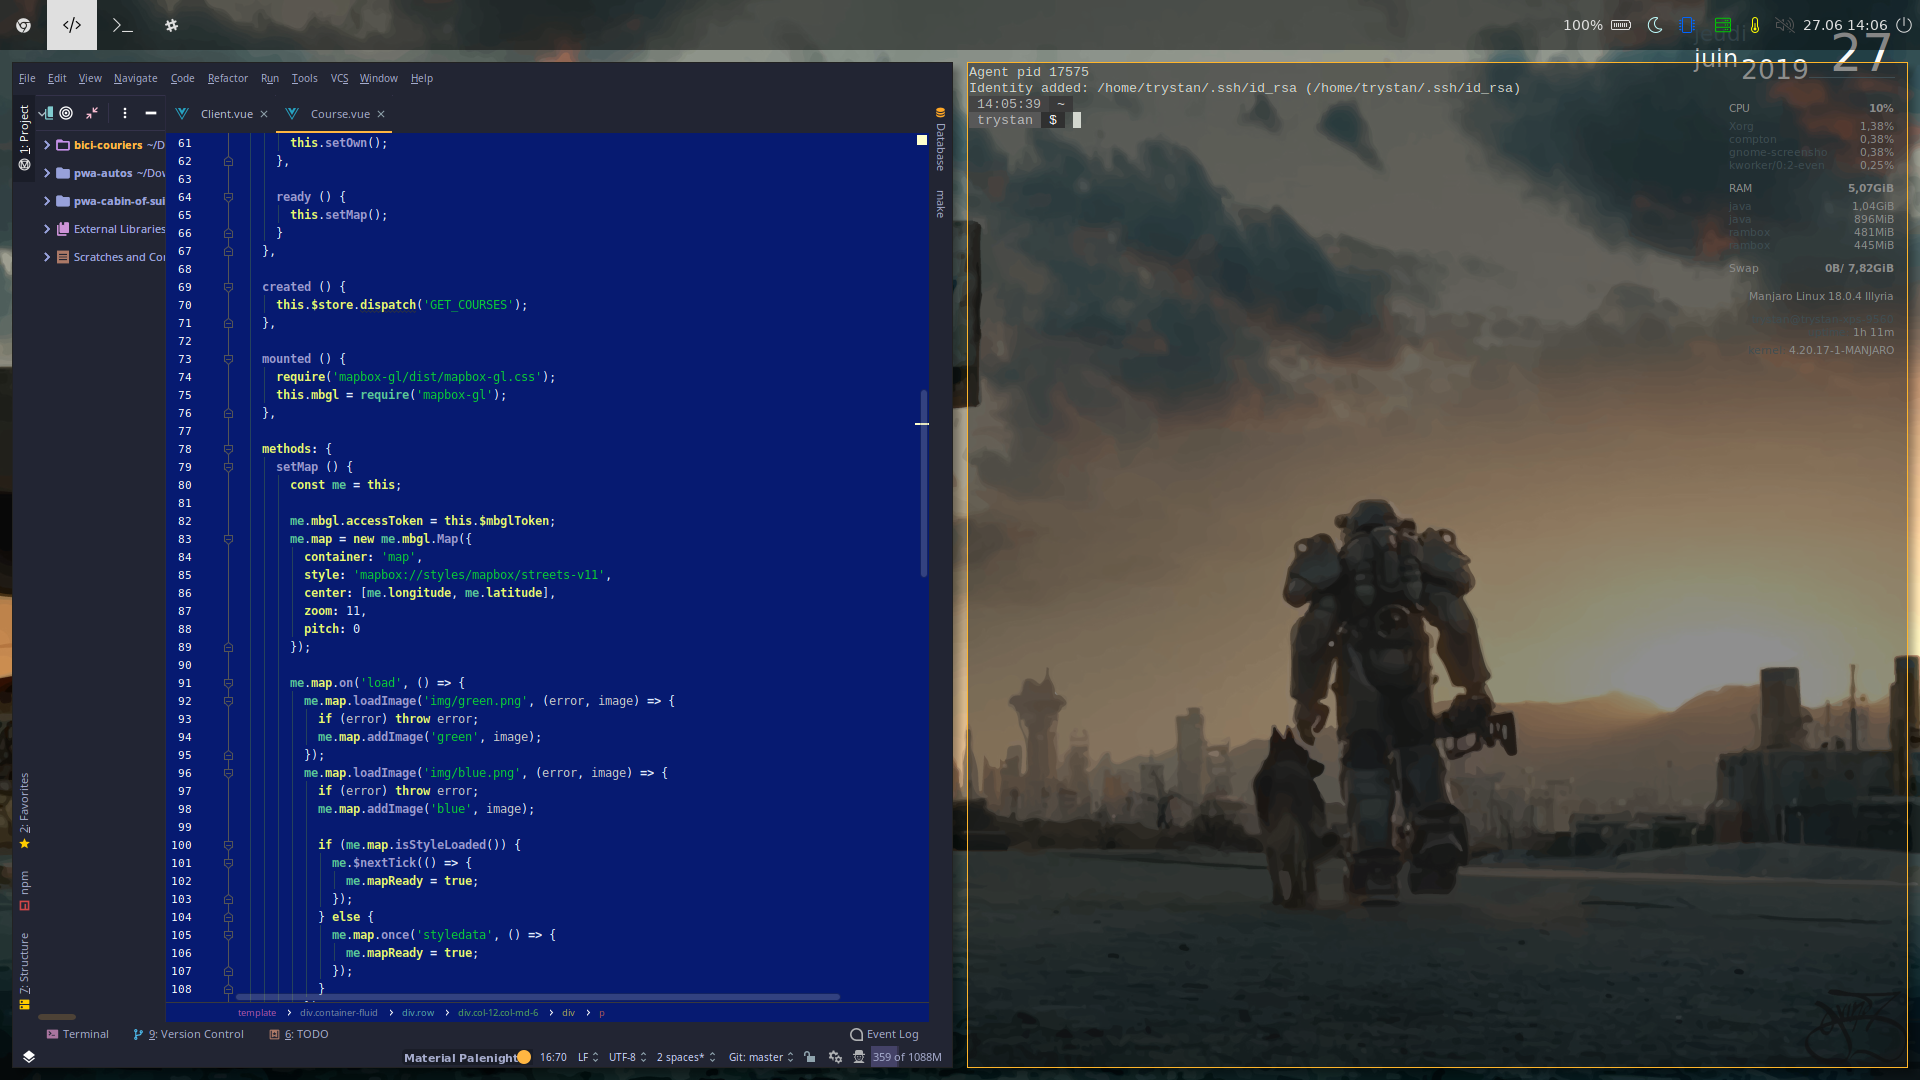 </>
>_
100%
27.06 14:06
jeudi
27
juin
2019
File Edit View Navigate Code Refactor Run Tools VCS Window Help
1: Project
Client.vue ×
Course.vue ×
bici-couriers ~/D
pwa-autos ~/Do
pwa-cabin-of-sui
External Libraries
Scratches and Co
2: Favorites
npm
7: Structure
Database
make
61 this.setOwn();
62 },
63
64 ready () {
65 this.setMap();
66 }
67 },
68
69 created () {
70 this.$store.dispatch('GET_COURSES');
71 },
72
73 mounted () {
74 require('mapbox-gl/dist/mapbox-gl.css');
75 this.mbgl = require('mapbox-gl');
76 },
77
78 methods: {
79 setMap () {
80 const me = this;
81
82 me.mbgl.accessToken = this.$mbglToken;
83 me.map = new me.mbgl.Map({
84 container: 'map',
85 style: 'mapbox://styles/mapbox/streets-v11',
86 center: [me.longitude, me.latitude],
87 zoom: 11,
88 pitch: 0
89 });
90
91 me.map.on('load', () => {
92 me.map.loadImage('img/green.png', (error, image) => {
93 if (error) throw error;
94 me.map.addImage('green', image);
95 });
96 me.map.loadImage('img/blue.png', (error, image) => {
97 if (error) throw error;
98 me.map.addImage('blue', image);
99
100 if (me.map.isStyleLoaded()) {
101 me.$nextTick(() => {
102 me.mapReady = true;
103 });
104 } else {
105 me.map.once('styledata', () => {
106 me.mapReady = true;
107 });
108 }
template > div.container-fluid > div.row > div.col-12.col-md-6 > div > p
Terminal 9: Version Control 6: TODO Event Log
Material Palenight 16:70 LF UTF-8 2 spaces* Git: master 359 of 1088M
Agent pid 17575
Identity added: /home/trystan/.ssh/id_rsa (/home/trystan/.ssh/id_rsa)
14:05:39 ~
trystan $
CPU 10%
Xorg 1,38%
compton 0,38%
gnome-screensho 0,38%
kworker/0:2-even 0,25%
RAM 5,07GiB
java 1,04GiB
java 896MiB
rambox 481MiB
rambox 445MiB
Swap 0B/ 7,82GiB
Manjaro Linux 18.0.4 Illyria
1h 11m
kernel 4.20.17-1-MANJARO